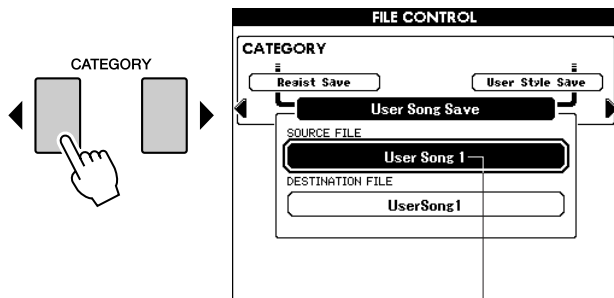 CATEGORY
FILE CONTROL
CATEGORY
Regist Save
User Style Save
User Song Save
SOURCE FILE
User Song 1
DESTINATION FILE
UserSong1